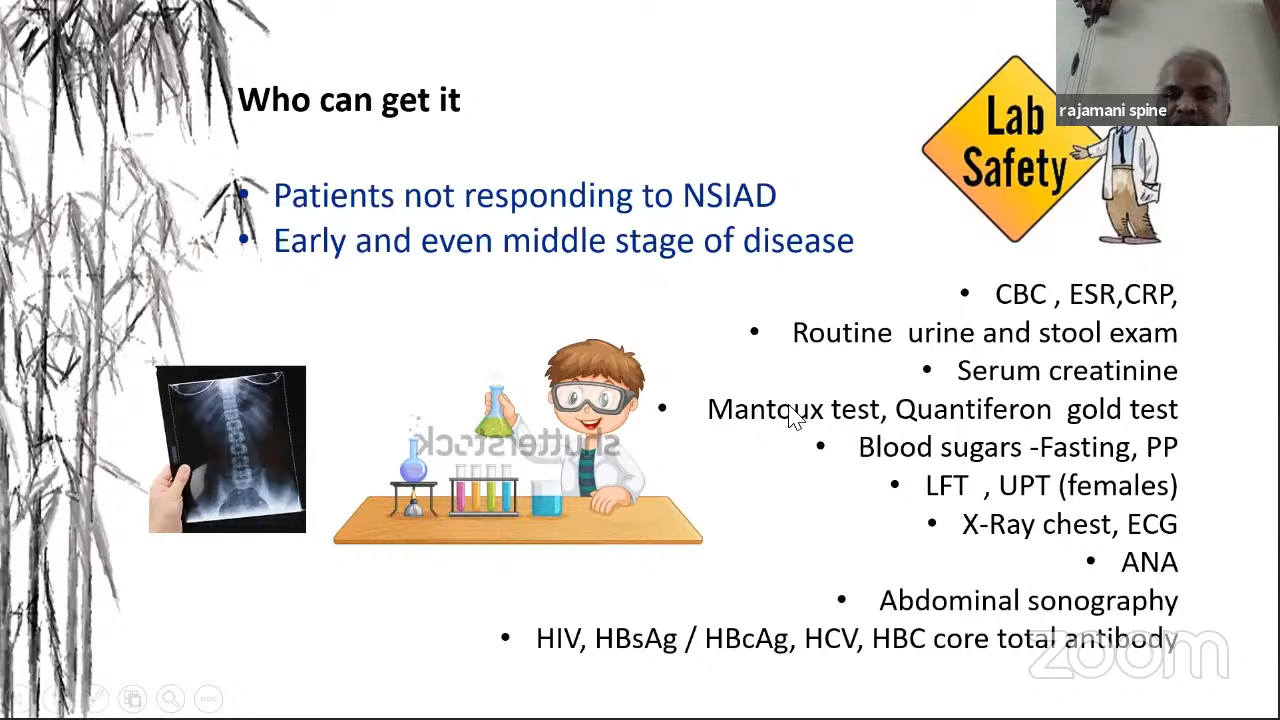 Who can get it
Lab
Safety
rajamani spine
• Patients not responding to NSIAD
• Early and even middle stage of disease
• CBC , ESR,CRP,
• Routine urine and stool exam
• Serum creatinine
• Mantoux test, Quantiferon gold test
• Blood sugars -Fasting, PP
• LFT , UPT (females)
• X-Ray chest, ECG
• ANA
• Abdominal sonography
• HIV, HBsAg / HBcAg, HCV, HBC core total antibody
shutterstock
zoom